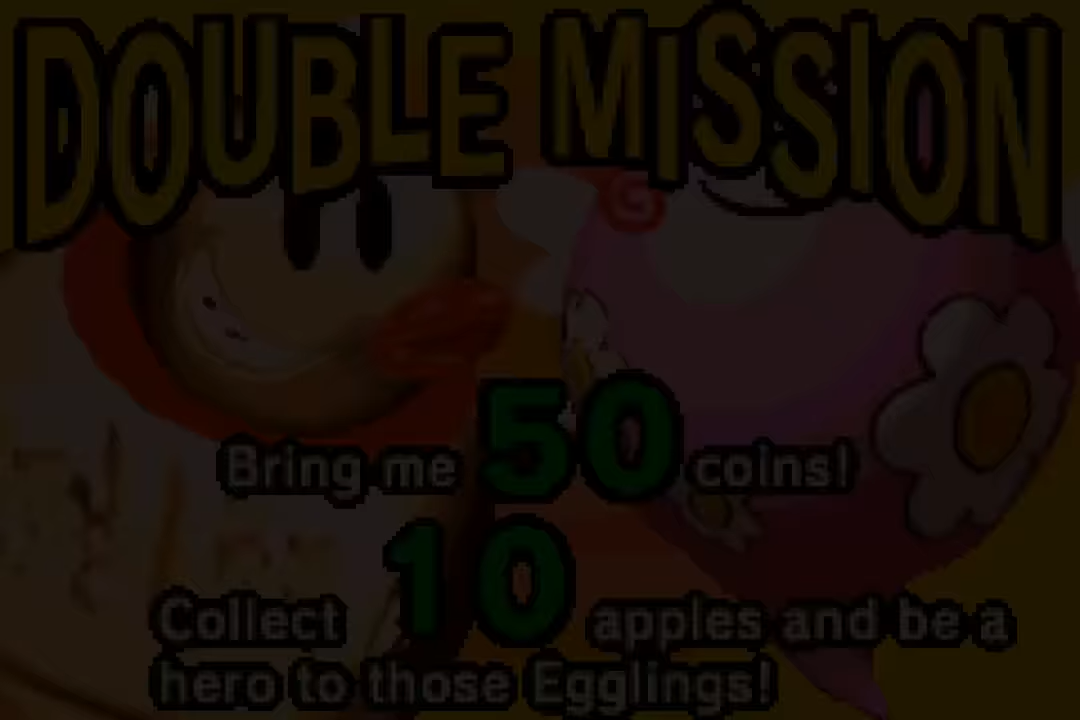 DOUBLE MISSION
Bring me 50 coins!
Collect 10 apples and be a
hero to those Egglings!